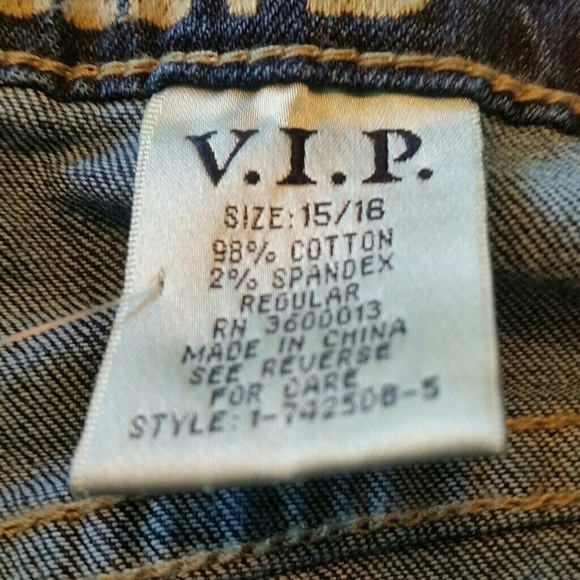 V.I.P.
SIZE: 15/16
98% COTTON
2% SPANDEX
REGULAR
RN 3600013
MADE IN CHINA
SEE REVERSE
FOR CARE
STYLE: 1-742508-5